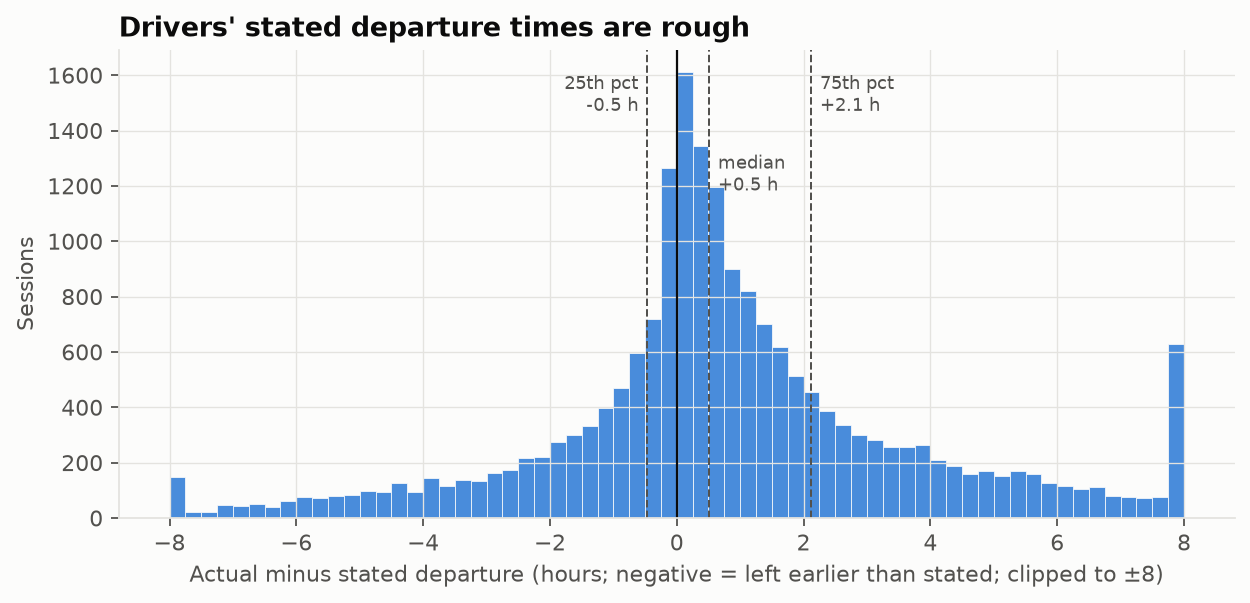 Drivers' stated departure times are rough
25th pct
-0.5 h
75th pct
+2.1 h
median
+0.5 h
Sessions
1600
1400
1200
1000
800
600
400
200
0
−8
−6
−4
−2
0
2
4
6
8
Actual minus stated departure (hours; negative = left earlier than stated; clipped to ±8)